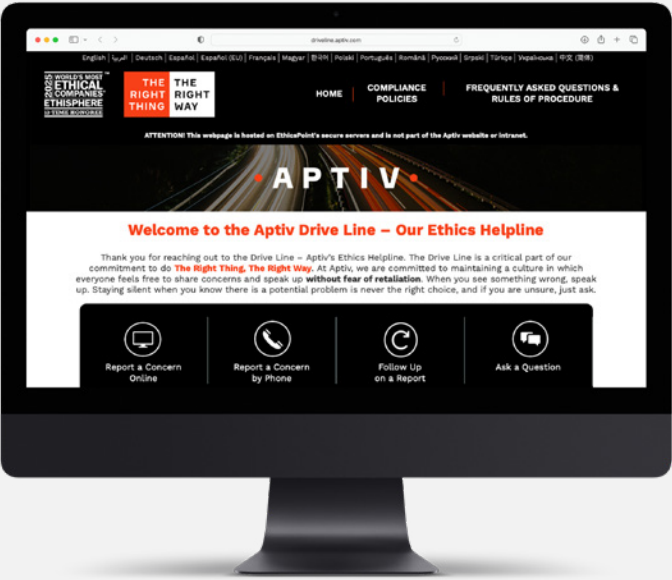 driveline.aptiv.com
English | العربية | Deutsch | Español | Español (EU) | Français | Magyar | 한국어 | Polski | Português | Română | Русский | Srpski | Türkçe | Українська | 中文 (简体)
2025 WORLD'S MOST
ETHICAL
COMPANIES™
ETHISPHERE
THE RIGHT THING THE RIGHT WAY
HOME
COMPLIANCE
POLICIES
FREQUENTLY ASKED QUESTIONS &
RULES OF PROCEDURE
ATTENTION! This webpage is hosted on EthicsPoint's secure servers and is not part of the Aptiv website or intranet.
• APTIV •
Welcome to the Aptiv Drive Line – Our Ethics Helpline
Thank you for reaching out to the Drive Line – Aptiv's Ethics Helpline. The Drive Line is a critical part of our
commitment to do The Right Thing, The Right Way. At Aptiv, we are committed to maintaining a culture in which
everyone feels free to share concerns and speak up without fear of retaliation. When you see something wrong, speak
up. Staying silent when you know there is a potential problem is never the right choice, and if you are unsure, just ask.
Report a Concern
Online
Report a Concern
by Phone
Follow Up
on a Report
Ask a Question